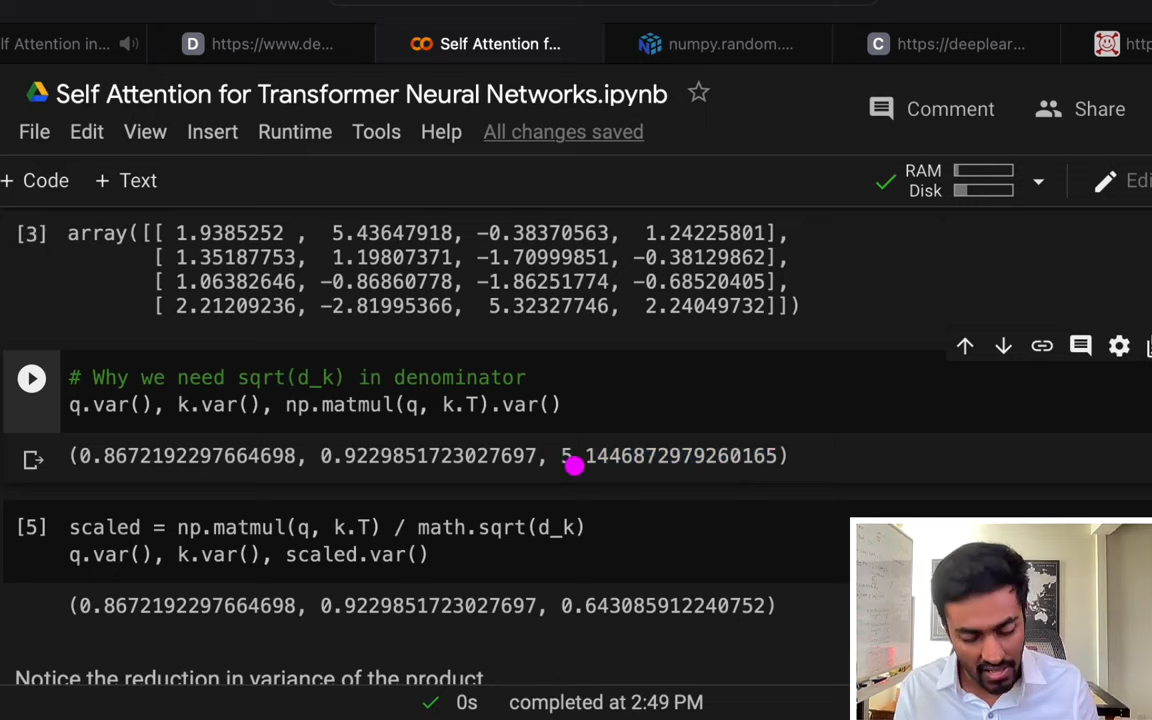 elf Attention in...
D https://www.de...
Self Attention f...
numpy.random....
C https://deeplear...
http
Self Attention for Transformer Neural Networks.ipynb
Comment
Share
File Edit View Insert Runtime Tools Help All changes saved
+ Code + Text
RAM
Disk
Edi
[3] array([[ 1.9385252 , 5.43647918, -0.38370563, 1.24225801],
[ 1.35187753, 1.19807371, -1.70999851, -0.38129862],
[ 1.06382646, -0.86860778, -1.86251774, -0.68520405],
[ 2.21209236, -2.81995366, 5.32327746, 2.24049732]])
# Why we need sqrt(d_k) in denominator
q.var(), k.var(), np.matmul(q, k.T).var()
(0.8672192297664698, 0.9229851723027697, 5.1446872979260165)
[5] scaled = np.matmul(q, k.T) / math.sqrt(d_k)
q.var(), k.var(), scaled.var()
(0.8672192297664698, 0.9229851723027697, 0.643085912240752)
Notice the reduction in variance of the product
0s completed at 2:49 PM